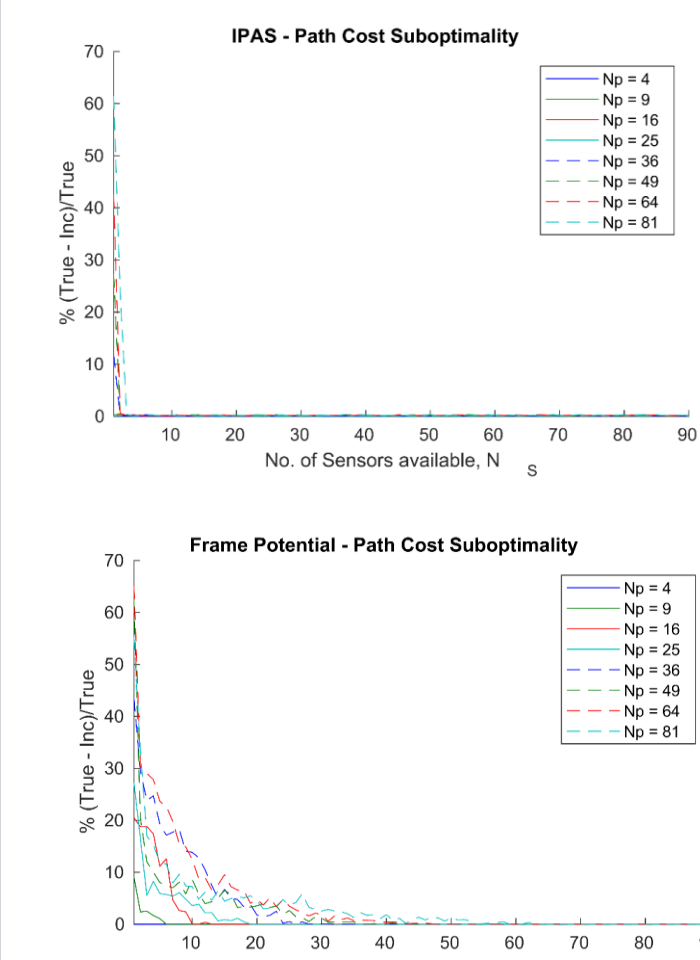 IPAS - Path Cost Suboptimality
70
60
50
40
30
20
10
0
% (True - Inc)/True
Np = 4
Np = 9
Np = 16
Np = 25
Np = 36
Np = 49
Np = 64
Np = 81
10 20 30 40 50 60 70 80 90
No. of Sensors available, N S
Frame Potential - Path Cost Suboptimality
70
60
50
40
30
20
10
0
% (True - Inc)/True
Np = 4
Np = 9
Np = 16
Np = 25
Np = 36
Np = 49
Np = 64
Np = 81
10 20 30 40 50 60 70 80